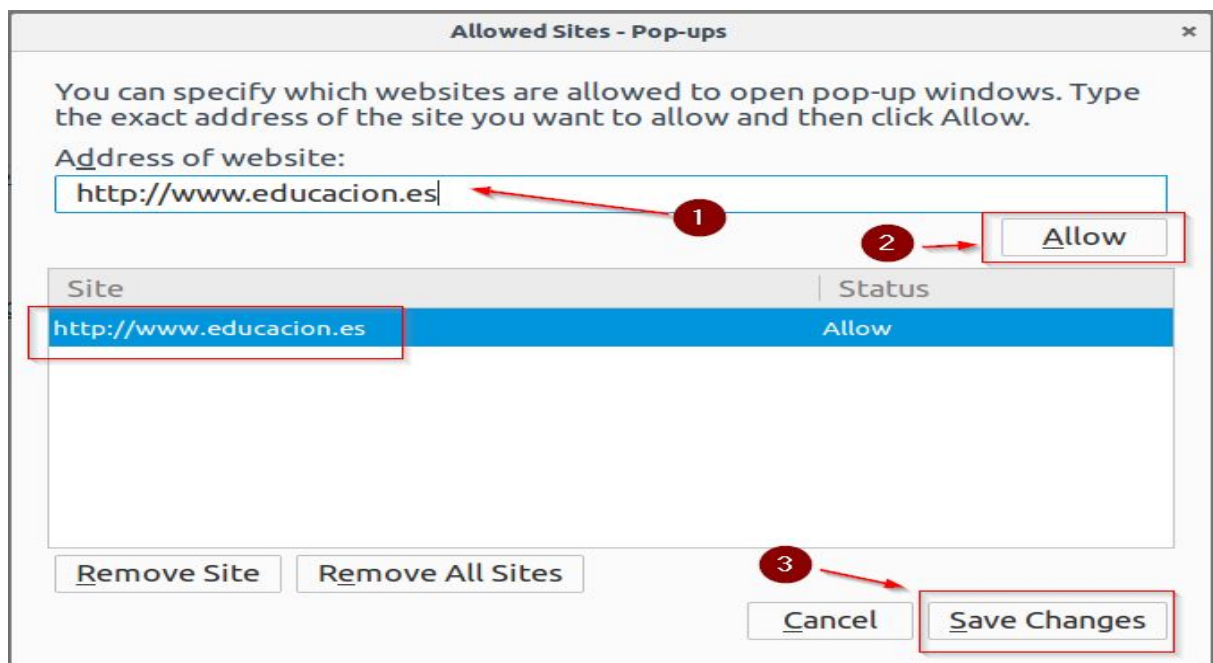 Allowed Sites - Pop-ups
You can specify which websites are allowed to open pop-up windows. Type
the exact address of the site you want to allow and then click Allow.
Address of website:
http://www.educacion.es
1
2
Allow
Site Status
http://www.educacion.es Allow
Remove Site Remove All Sites
3
Cancel Save Changes